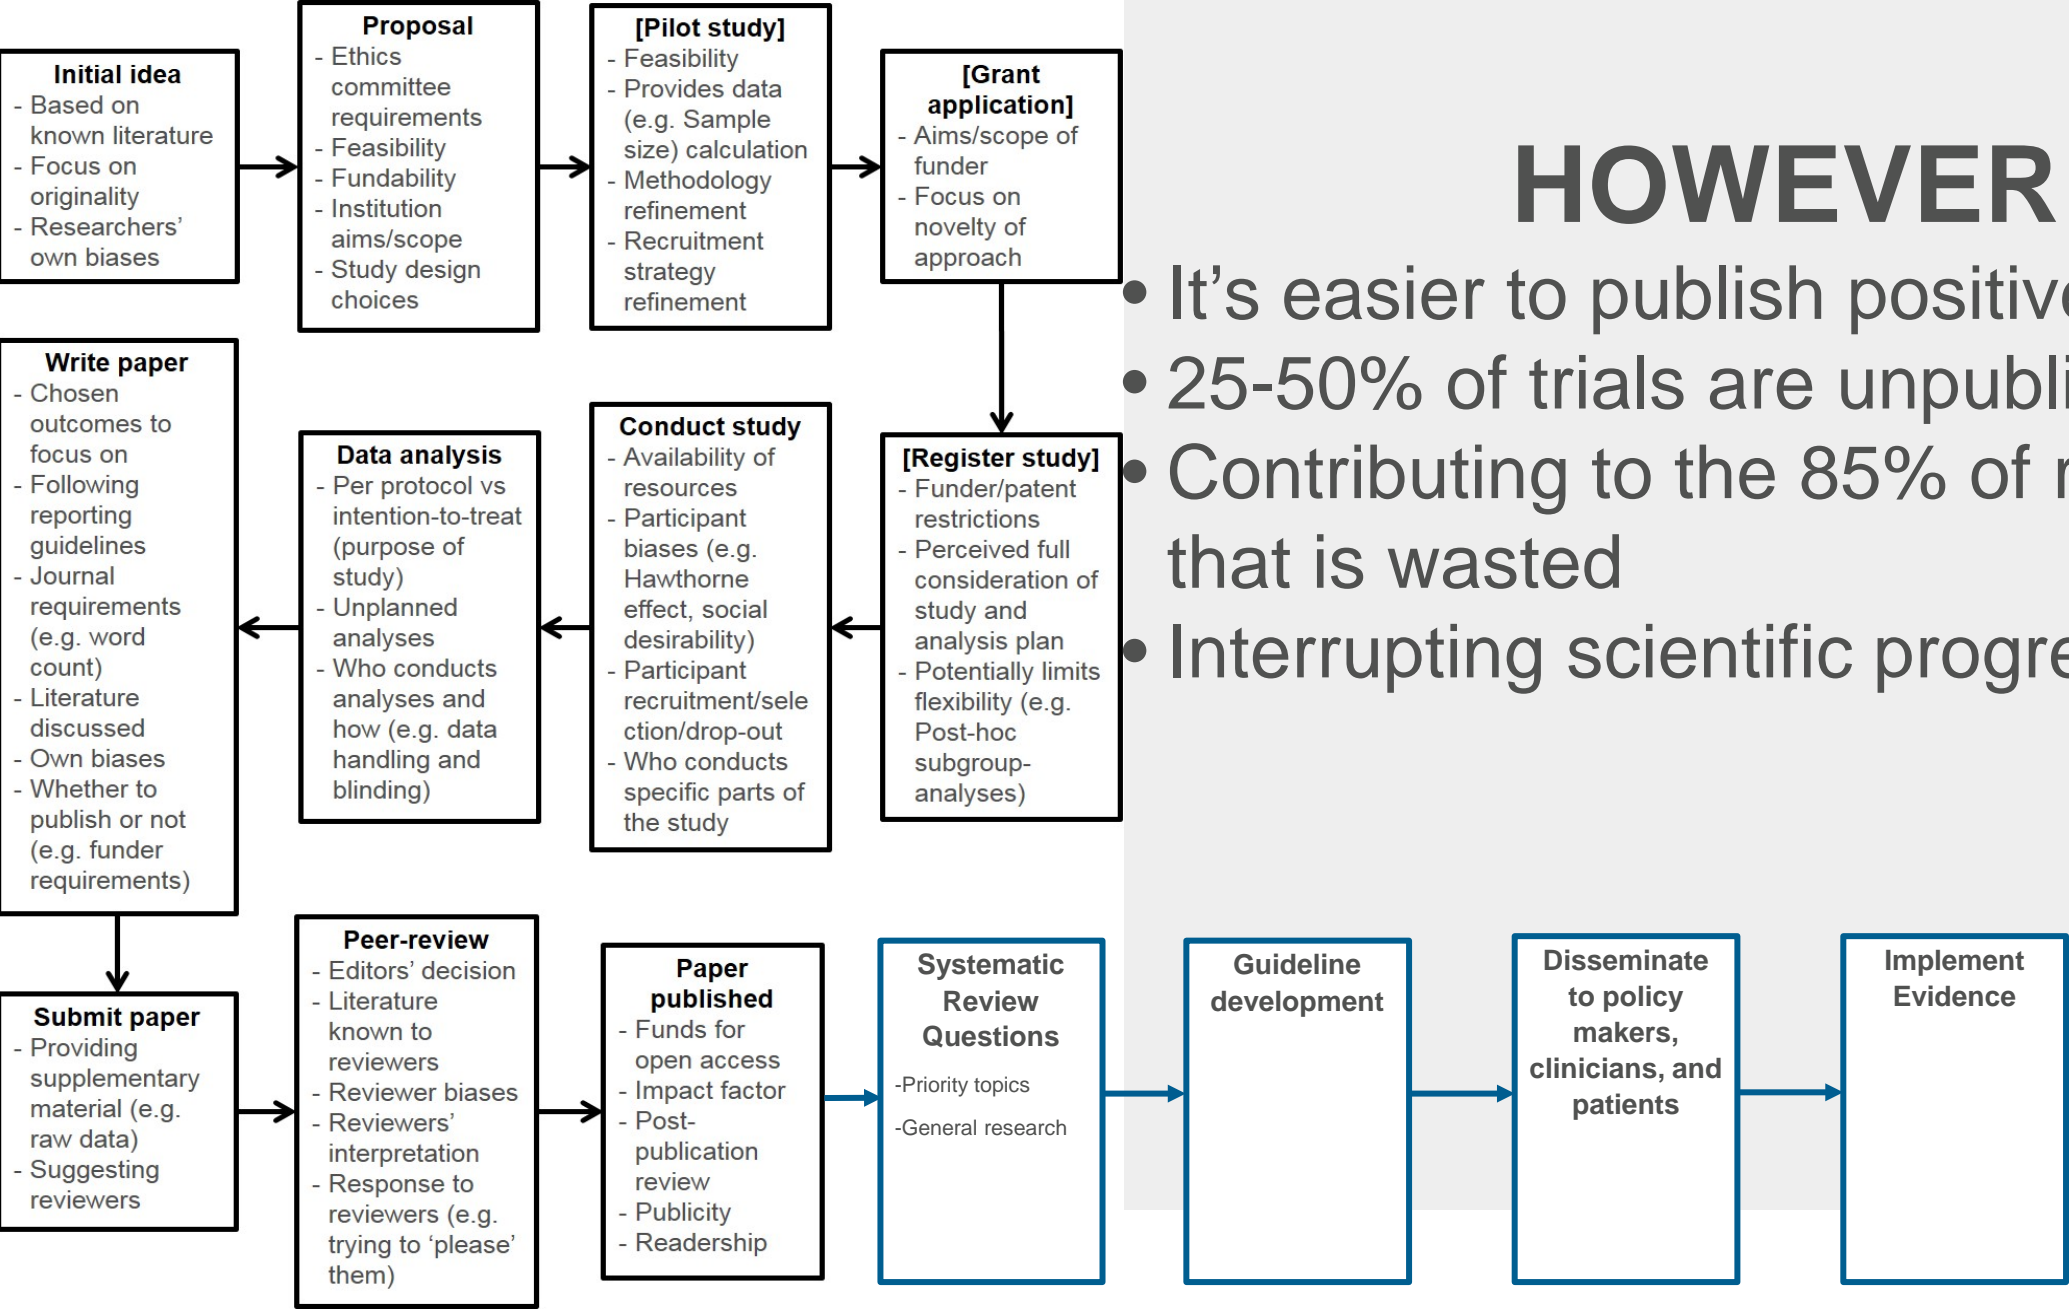 Initial idea
- Based on
known literature
- Focus on
originality
- Researchers’
own biases
Proposal
- Ethics
committee
requirements
- Feasibility
- Fundability
- Institution
aims/scope
- Study design
choices
[Pilot study]
- Feasibility
- Provides data
(e.g. Sample
size) calculation
- Methodology
refinement
- Recruitment
strategy
refinement
[Grant
application]
- Aims/scope of
funder
- Focus on
novelty of
approach
HOWEVER
• It’s easier to publish positive
• 25-50% of trials are
• Contributing to the 85% of
that is wasted
• Interrupting scientific
[Register study]
- Funder/patent
restrictions
- Perceived full
consideration of
study and
analysis plan
- Potentially limits
flexibility (e.g.
Post-hoc
subgroup-
analyses)
Conduct study
- Availability of
resources
- Participant
biases (e.g.
Hawthorne
effect, social
desirability)
- Participant
recruitment/sele
ction/drop-out
- Who conducts
specific parts of
the study
Data analysis
- Per protocol vs
intention-to-treat
(purpose of
study)
- Unplanned
analyses
- Who conducts
analyses and
how (e.g. data
handling and
blinding)
Write paper
- Chosen
outcomes to
focus on
- Following
reporting
guidelines
- Journal
requirements
(e.g. word
count)
- Literature
discussed
- Own biases
- Whether to
publish or not
(e.g. funder
requirements)
Submit paper
- Providing
supplementary
material (e.g.
raw data)
- Suggesting
reviewers
Peer-review
- Editors’ decision
- Literature
known to
reviewers
- Reviewer biases
- Reviewers’
interpretation
- Response to
reviewers (e.g.
trying to ‘please’
them)
Paper
published
- Funds for
open access
- Impact factor
- Post-
publication
review
- Publicity
- Readership
Systematic
Review
Questions
-Priority topics
-General research
Guideline
development
Disseminate
to policy
makers,
clinicians, and
patients
Implement
Evidence